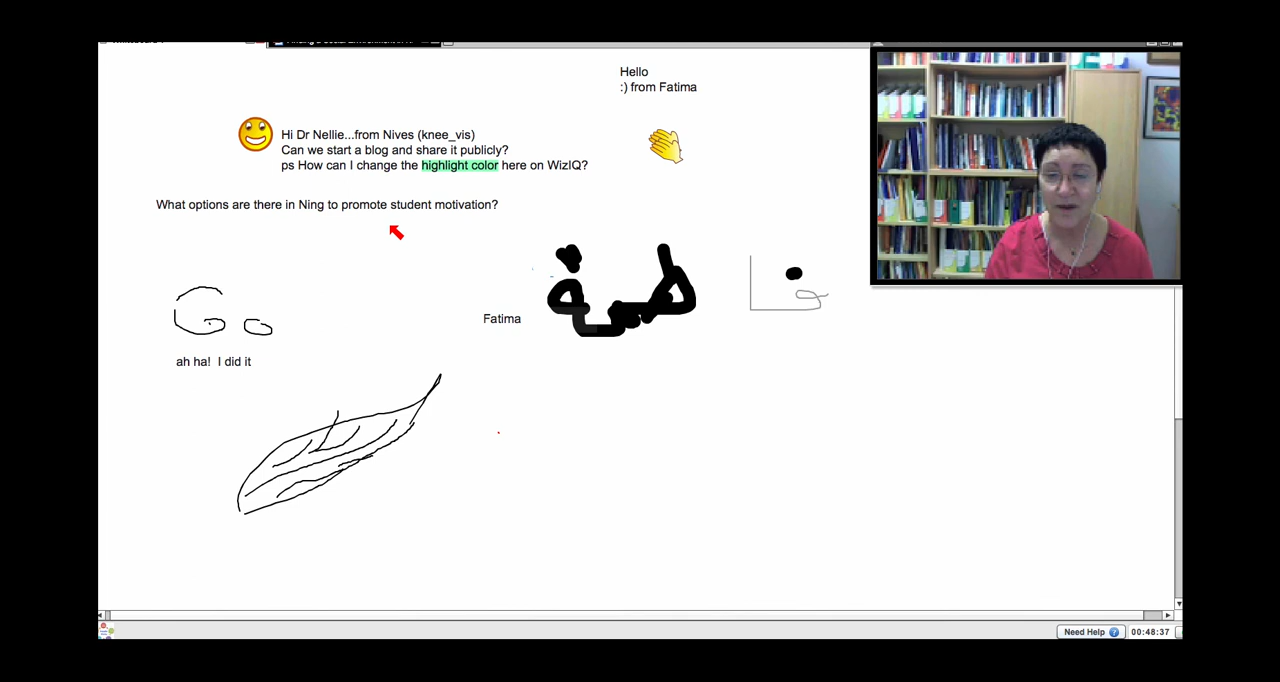 Hello
:) from Fatima
Hi Dr Nellie...from Nives (knee_vis)
Can we start a blog and share it publicly?
ps How can I change the highlight color here on WizIQ?
What options are there in Ning to promote student motivation?
Go
Fatima
ah ha! I did it
Need Help ?
00:48:37